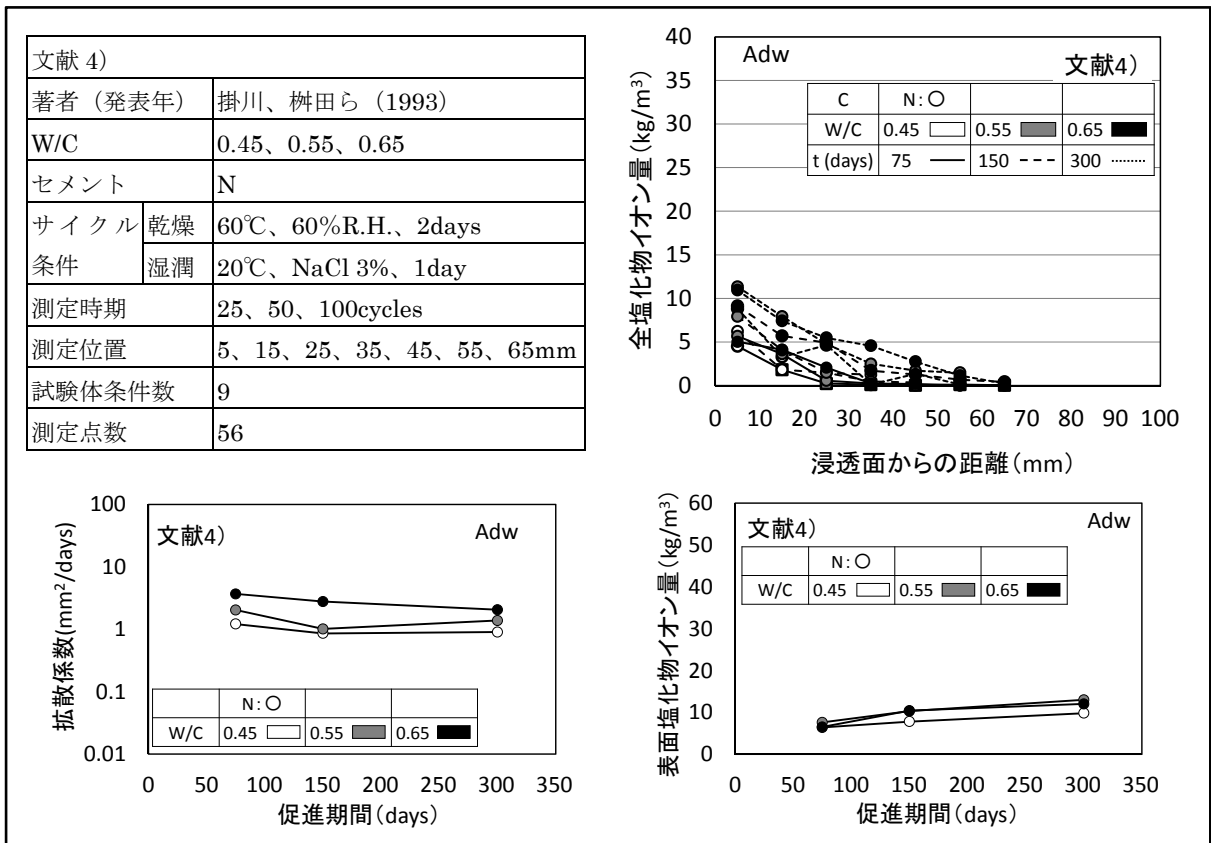 文献 4）
著者（発表年） 掛川、桝田ら（1993）
W/C 0.45、0.55、0.65
セメント N
サイクル条件 乾燥 60℃、60%R.H.、2days
湿潤 20℃、NaCl 3%、1day
測定時期 25、50、100cycles
測定位置 5、15、25、35、45、55、65mm
試験体条件数 9
測定点数 56
Adw
文献4）
C N:○
W/C 0.45 0.55 0.65
t (days) 75 150 300
全塩化物イオン量（kg/m³）
40
35
30
25
20
15
10
5
0
0 10 20 30 40 50 60 70 80 90 100
浸透面からの距離（mm）
文献4）
Adw
拡散係数(mm²/days)
100
10
1
0.1
0.01
N:○
W/C 0.45 0.55 0.65
0 50 100 150 200 250 300 350
促進期間（days）
文献4）
Adw
表面塩化物イオン量（kg/m³）
60
50
40
30
20
10
0
N:○
W/C 0.45 0.55 0.65
0 50 100 150 200 250 300 350
促進期間（days）